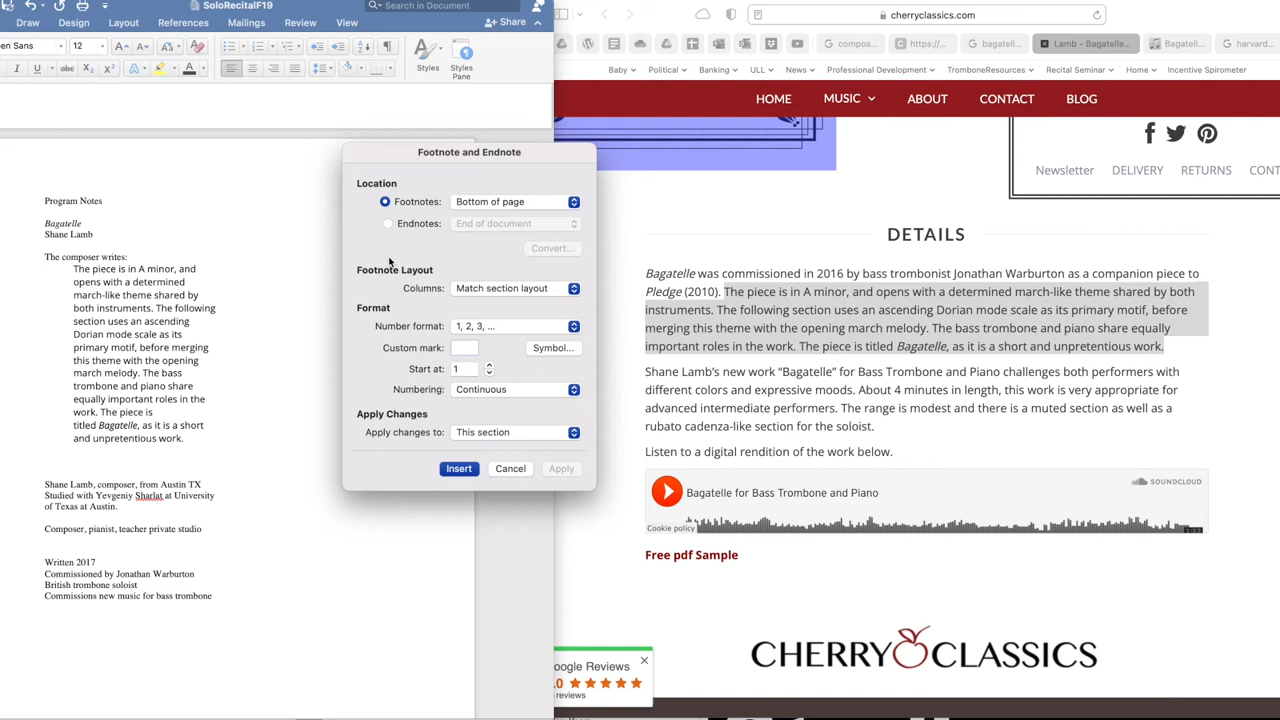 SoloRecitalF19
Search in Document
Drawing
Design
Layout
References
Mailings
Review
View
Share
en Sans
12
Styles
Styles
Pane
Program Notes
Bagatelle
Shane Lamb
The composer writes:
The piece is in A minor, and
opens with a determined
march-like theme shared by
both instruments. The following
section uses an ascending
Dorian mode scale as its
primary motif, before merging
this theme with the opening
march melody. The bass
trombone and piano share
equally important roles in the
work. The piece is
titled Bagatelle, as it is a short
and unpretentious work.
Shane Lamb, composer, from Austin TX
Studied with Yevgeniy Sharlat at University
of Texas at Austin.
Composer, pianist, teacher private studio
Written 2017
Commissioned by Jonathan Warburton
British trombone soloist
Commissions new music for bass trombone
Footnote and Endnote
Location
Footnotes: Bottom of page
Endnotes: End of document
Convert...
Footnote Layout
Columns: Match section layout
Format
Number format: 1, 2, 3, ...
Custom mark: Symbol...
Start at: 1
Numbering: Continuous
Apply Changes
Apply changes to: This section
Insert Cancel Apply
cherryclassics.com
compos...
https:/...
bagatell...
Lamb – Bagatelle...
Bagatell...
harvard...
Baby Political Banking ULL News Professional Development TromboneResources Recital Seminar Home Incentive Spirometer
HOME MUSIC ABOUT CONTACT BLOG
Newsletter DELIVERY RETURNS CONT
DETAILS
Bagatelle was commissioned in 2016 by bass trombonist Jonathan Warburton as a companion piece to
Pledge (2010). The piece is in A minor, and opens with a determined march-like theme shared by both
instruments. The following section uses an ascending Dorian mode scale as its primary motif, before
merging this theme with the opening march melody. The bass trombone and piano share equally
important roles in the work. The piece is titled Bagatelle, as it is a short and unpretentious work.
Shane Lamb's new work “Bagatelle” for Bass Trombone and Piano challenges both performers with
different colors and expressive moods. About 4 minutes in length, this work is very appropriate for
advanced intermediate performers. The range is modest and there is a muted section as well as a
rubato cadenza-like section for the soloist.
Listen to a digital rendition of the work below.
Bagatelle for Bass Trombone and Piano
SOUNDCLOUD
Cookie policy
Free pdf Sample
CHERRY CLASSICS
oogle Reviews
.0
reviews